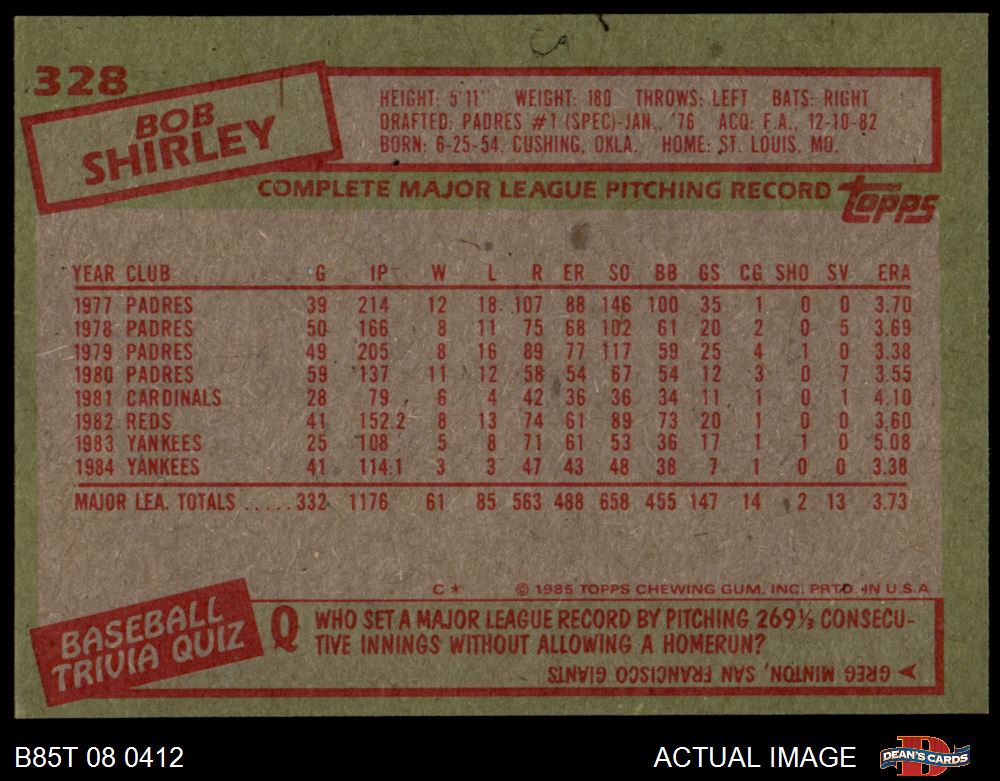 328
BOB
SHIRLEY
HEIGHT: 5'11" WEIGHT: 180 THROWS: LEFT BATS: RIGHT
DRAFTED: PADRES #1 (SPEC)-JAN., '76 ACQ: F.A., 12-10-82
BORN: 6-25-54, CUSHING, OKLA. HOME: ST. LOUIS, MO.
COMPLETE MAJOR LEAGUE PITCHING RECORD topps
YEAR CLUB G IP W L R ER SO BB GS CG SHO SV ERA
1977 PADRES 39 214 12 18 107 88 146 100 35 1 0 0 3.70
1978 PADRES 50 166 8 11 75 68 102 61 20 2 0 5 3.69
1979 PADRES 49 205 8 16 89 77 117 59 25 4 1 0 3.38
1980 PADRES 59 137 11 12 58 54 67 54 12 3 0 7 3.55
1981 CARDINALS 28 79 6 4 42 36 36 34 11 1 0 1 4.10
1982 REDS 41 152.2 8 13 74 61 89 73 20 1 0 0 3.60
1983 YANKEES 25 108 5 8 71 61 53 36 17 1 1 0 5.08
1984 YANKEES 41 114.1 3 3 47 43 48 38 7 1 0 0 3.38
MAJOR LEA. TOTALS ..... 332 1176 61 85 563 488 658 455 147 14 2 13 3.73
C* © 1985 TOPPS CHEWING GUM, INC. PRTD. IN U.S.A.
BASEBALL
TRIVIA QUIZ
Q WHO SET A MAJOR LEAGUE RECORD BY PITCHING 269⅓ CONSECU-
TIVE INNINGS WITHOUT ALLOWING A HOMERUN?
GREG MINTON, SAN FRANCISCO GIANTS
B85T 08 0412 ACTUAL IMAGE DEAN'S CARDS